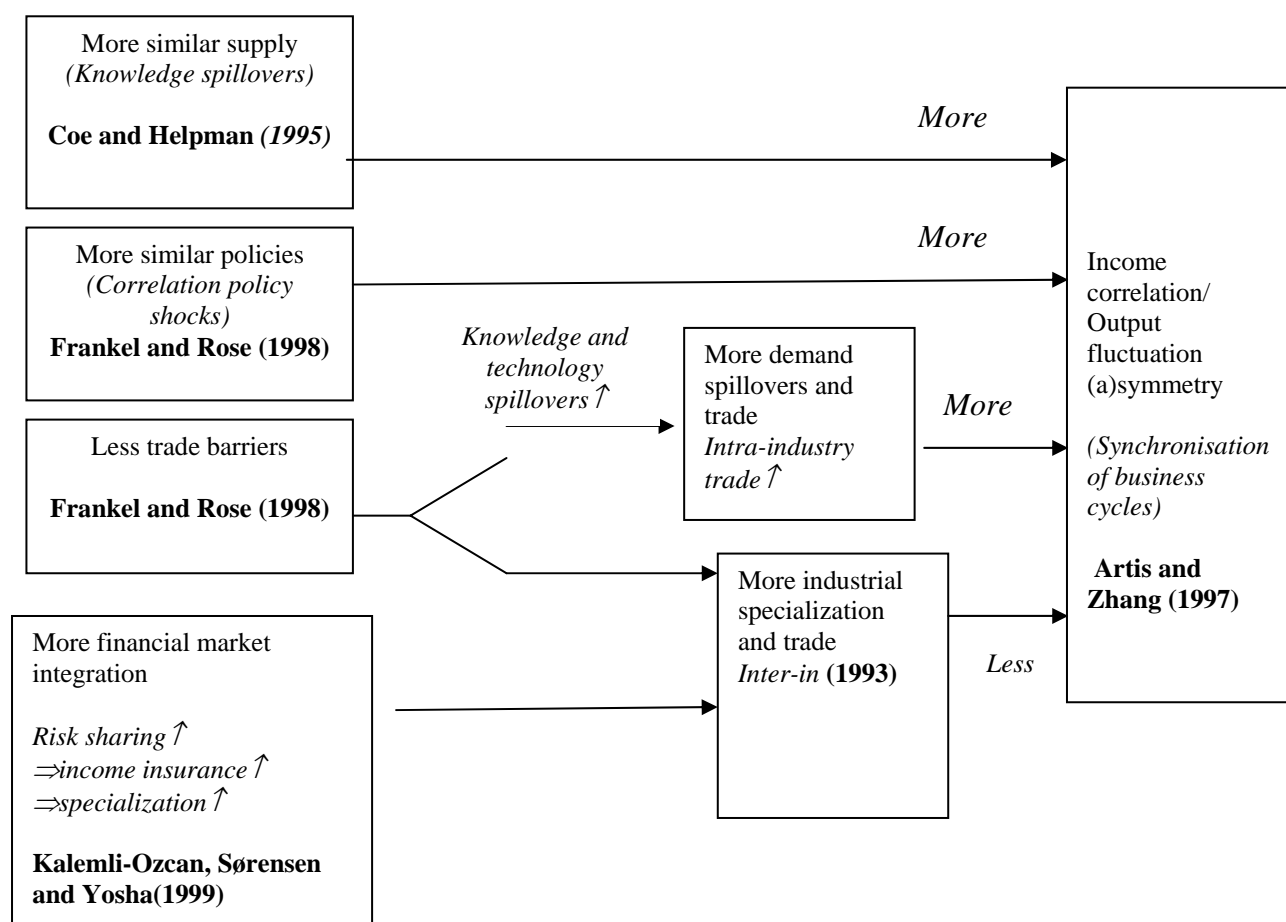 More similar supply
(Knowledge spillovers)
Coe and Helpman (1995)
More
More similar policies
(Correlation policy
shocks)
Frankel and Rose (1998)
More
Less trade barriers
Frankel and Rose (1998)
Knowledge and
technology
spillovers↑
More demand
spillovers and
trade
Intra-industry
trade↑
More
More financial market
integration
Risk sharing↑
⇒income insurance↑
⇒specialization↑
Kalemli-Ozcan, Sørensen
and Yosha(1999)
More industrial
specialization
and trade
Inter-in (1993)
Less
Income
correlation/
Output
fluctuation
(a)symmetry
(Synchronisation
of business
cycles)
Artis and
Zhang (1997)